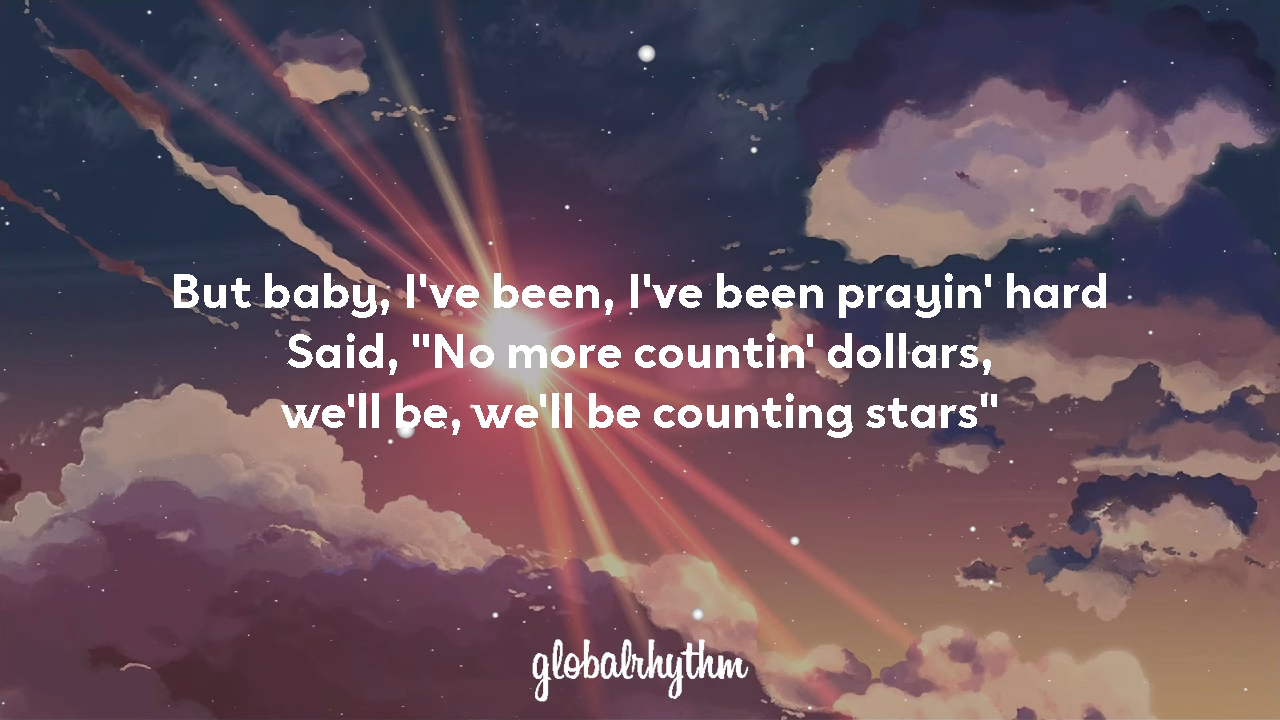 But baby, I've been, I've been prayin' hard
Said, "No more countin' dollars,
we'll be, we'll be counting stars"
globalrhythm